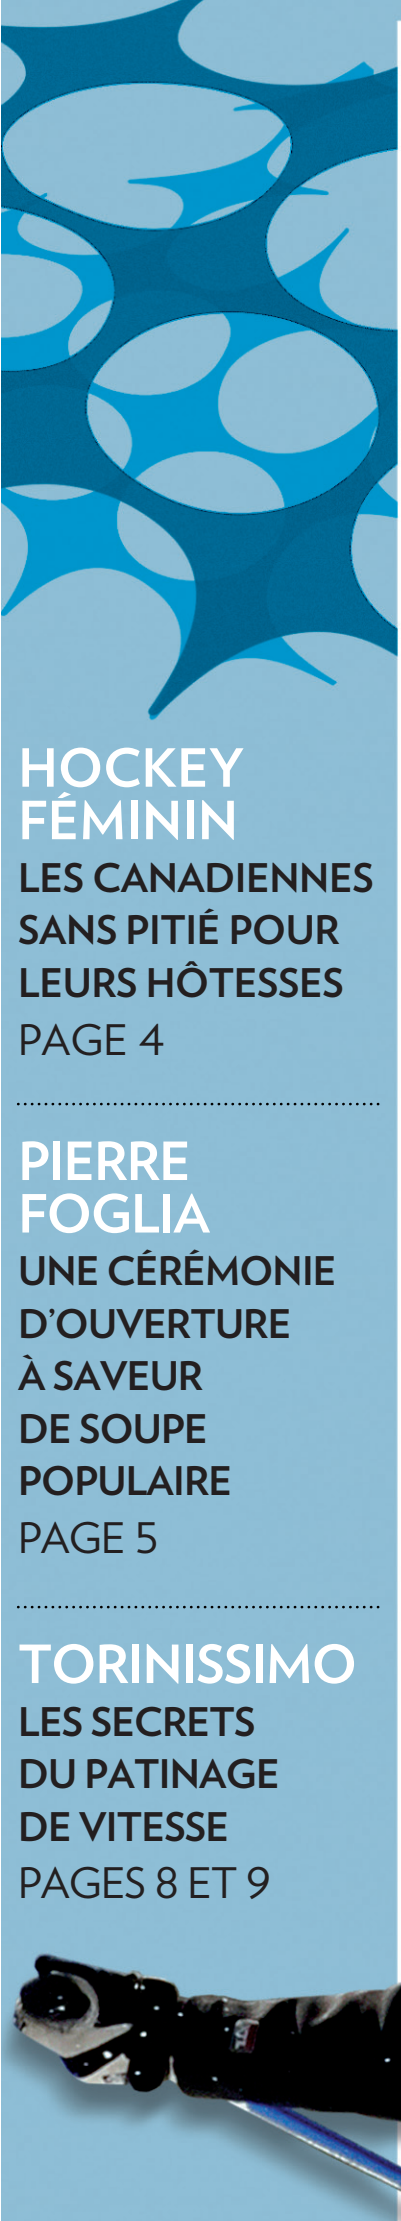 HOCKEY
FÉMININ
LES CANADIENNES
SANS PITIÉ POUR
LEURS HÔTESSES
PAGE 4
PIERRE
FOGLIA
UNE CÉRÉMONIE
D’OUVERTURE
À SAVEUR
DE SOUPE
POPULAIRE
PAGE 5
TORINISSIMO
LES SECRETS
DU PATINAGE
DE VITESSE
PAGES 8 ET 9